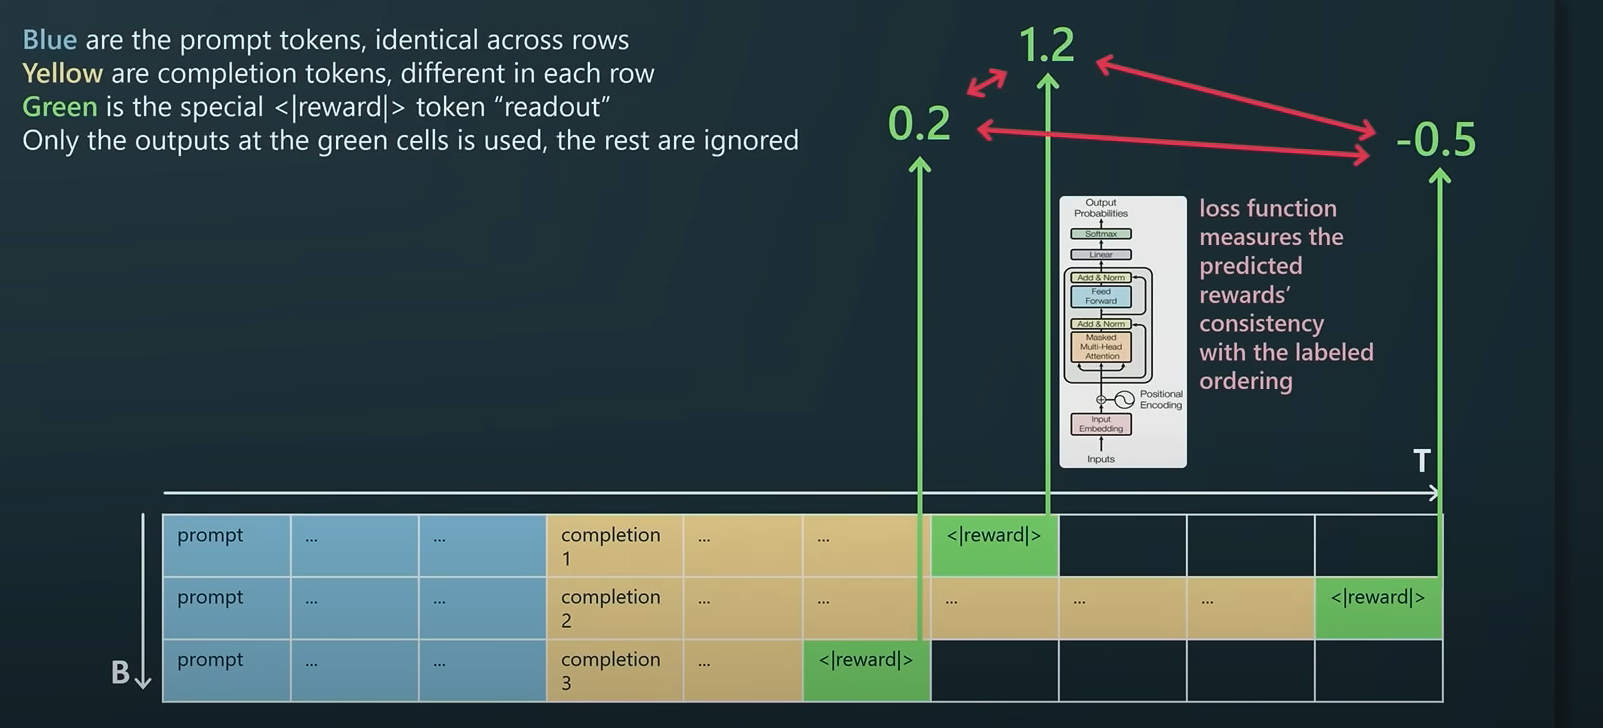 Blue are the prompt tokens, identical across rows
Yellow are completion tokens, different in each row
Green is the special <|reward|> token “readout”
Only the outputs at the green cells is used, the rest are ignored
1.2
0.2
-0.5
Output
Probabilities
Softmax
Linear
Add & Norm
Feed
Forward
Add & Norm
Masked
Multi-Head
Attention
Positional
Encoding
Input
Embedding
Inputs
loss function
measures the
predicted
rewards’
consistency
with the labeled
ordering
T
B
prompt ... ... completion 1 ... ... <|reward|>
prompt ... ... completion 2 ... ... ... ... ... <|reward|>
prompt ... ... completion 3 ... <|reward|>